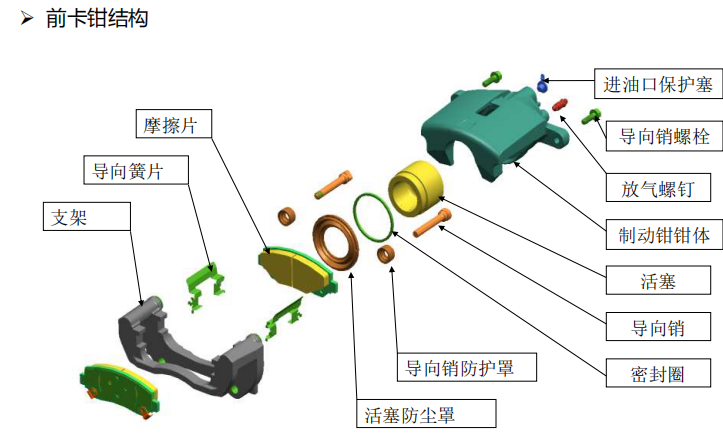 ➢ 前卡钳结构
进油口保护塞
摩擦片
导向销螺栓
导向簧片
放气螺钉
支架
制动钳钳体
活塞
导向销
导向销防护罩
密封圈
活塞防尘罩